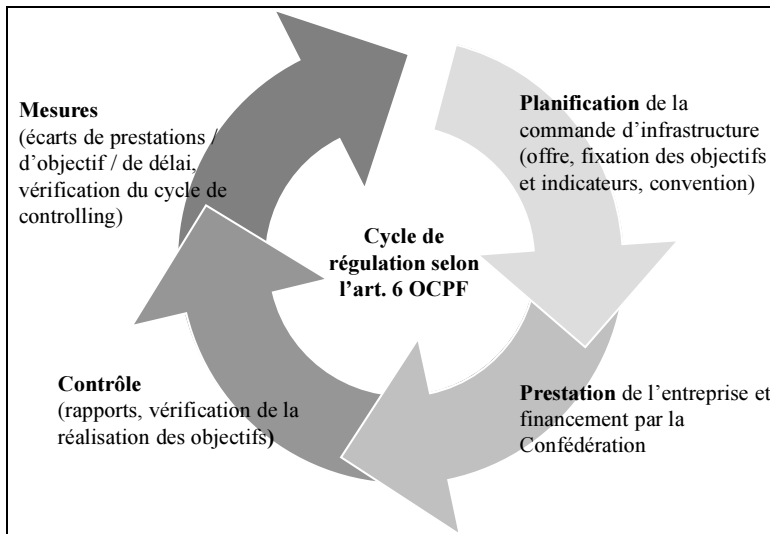 Mesures
(écarts de prestations /
d’objectif / de délai,
vérification du cycle de
controlling)
Planification de la
commande d’infrastructure
(offre, fixation des objectifs
et indicateurs, convention)
Cycle de
régulation selon
l’art. 6 OCPF
Contrôle
(rapports, vérification de la
réalisation des objectifs)
Prestation de l’entreprise et
financement par la
Confédération